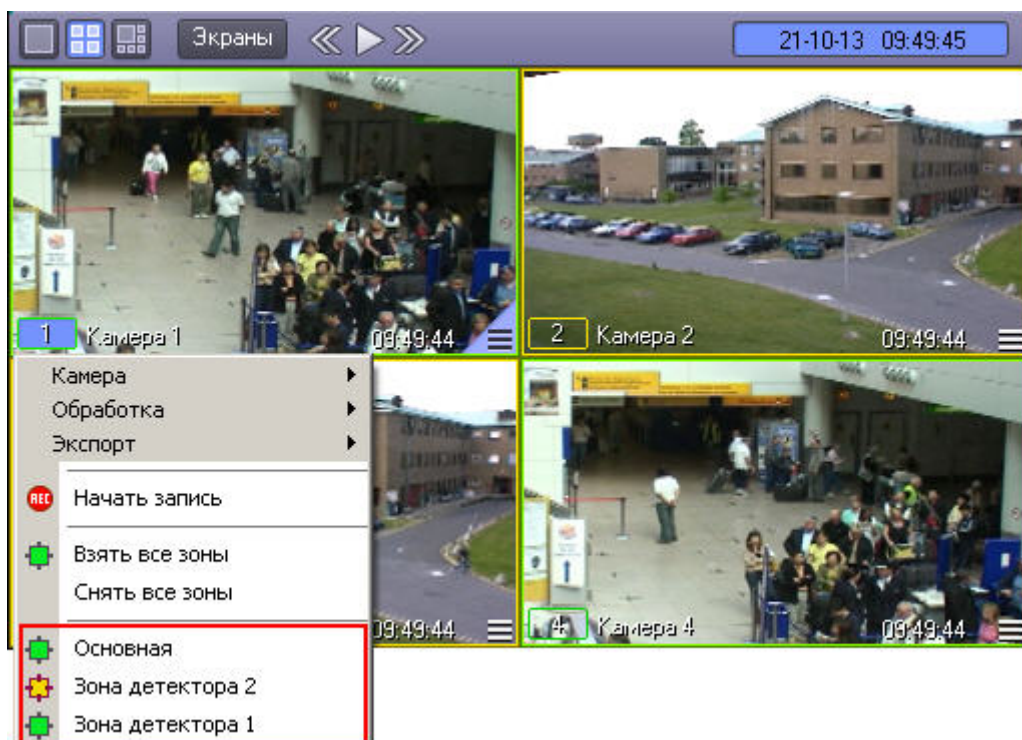 Экраны
21-10-13 09:49:45
1 Камера 1 09:49:44
2 Камера 2 09:49:44
Камера
Обработка
Экспорт
REC Начать запись
Взять все зоны
Снять все зоны
09:49:44
4 Камера 4 09:49:44
Основная
Зона детектора 2
Зона детектора 1